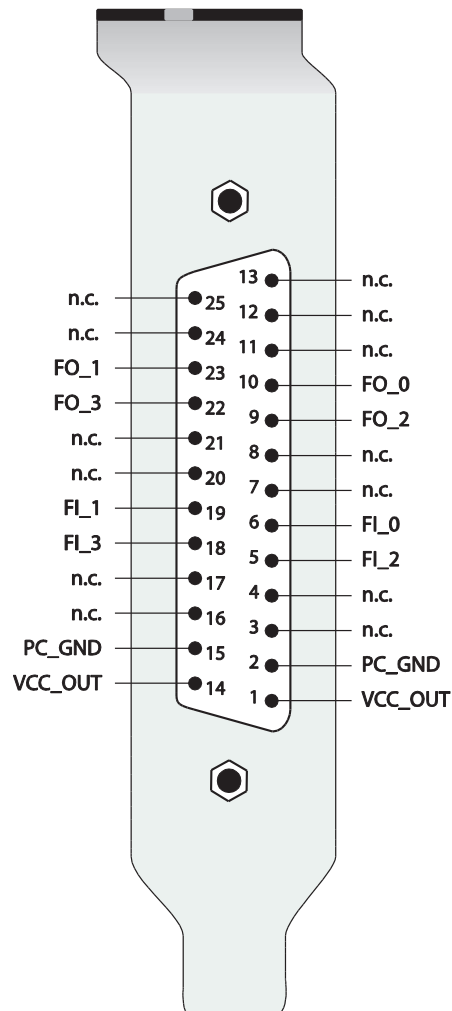 13 n.c.
n.c. 25
12 n.c.
n.c. 24
11 n.c.
FO_1 23
10 FO_0
FO_3 22
9 FO_2
n.c. 21
8 n.c.
n.c. 20
7 n.c.
FI_1 19
6 FI_0
FI_3 18
5 FI_2
n.c. 17
4 n.c.
n.c. 16
3 n.c.
PC_GND 15
2 PC_GND
VCC_OUT 14
1 VCC_OUT